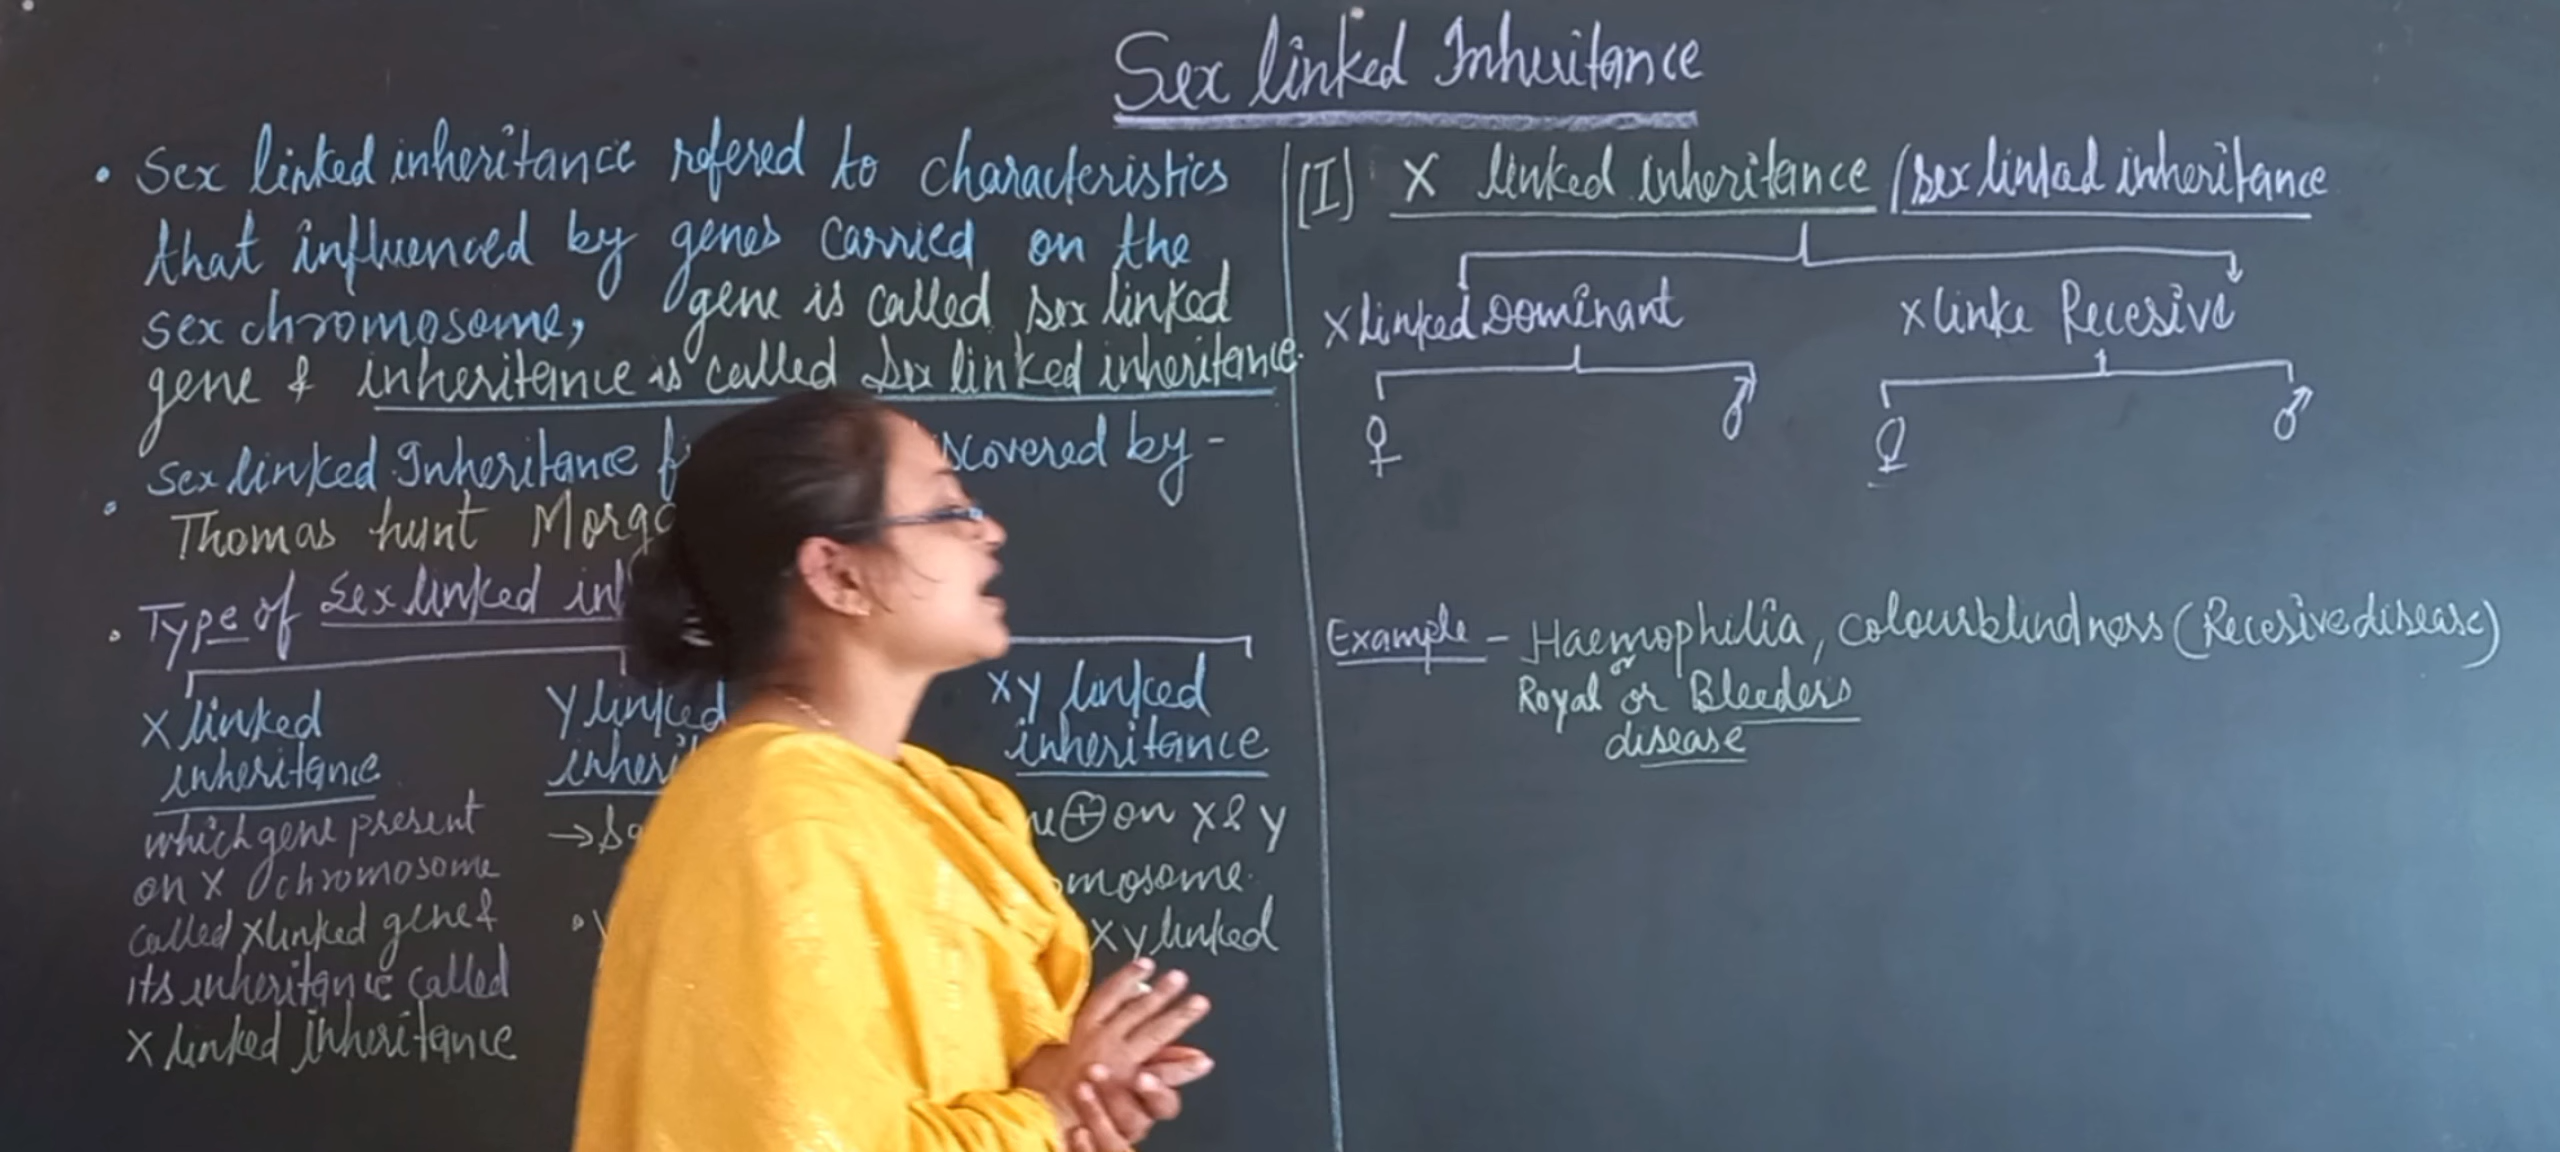 Sex linked Inheritance
• Sex linked inheritance refered to characteristics
that influenced by genes carried on the
sex chromosome, gene is called sex linked
gene & inheritance is called Sex linked inheritance.
• Sex linked Inheritance scovered by -
Thomas hunt
• Type of Sex linked
X linked
inheritance
which gene present
on X chromosome
called X linked gene &
its inheritance called
X linked inheritance
Y linked
XY linked
inheritance
⊕ on X & Y
mosome.
XY linked
[I] X linked inheritance / sex linked inheritance
X linked Dominant
X linke Recesive
♀ ♂ ♀ ♂
Example - Haemophilia, colourblindness (Recesive disease)
or
Royal or Bleeders
disease